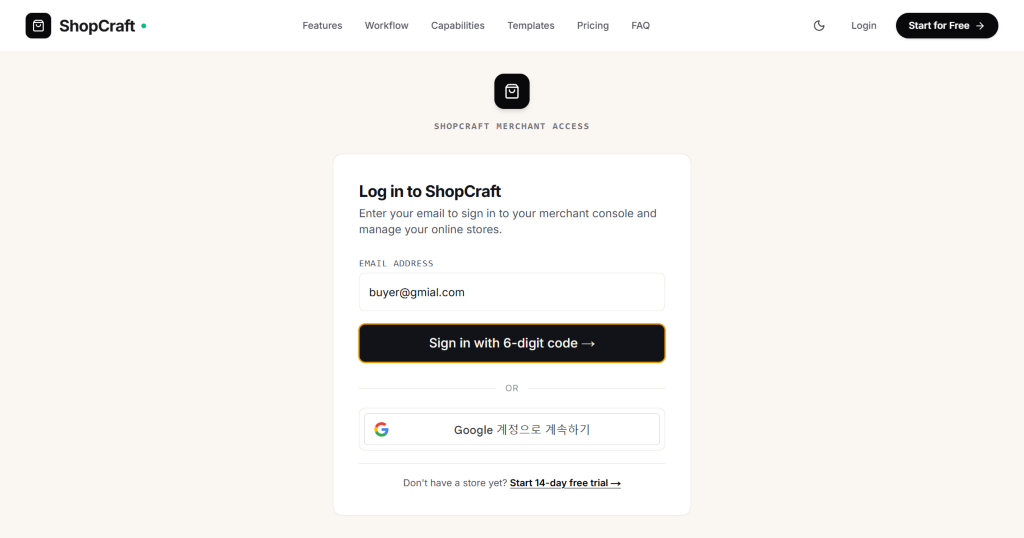 ShopCraft
Features Workflow Capabilities Templates Pricing FAQ
Login
Start for Free →
SHOPCRAFT MERCHANT ACCESS
Log in to ShopCraft
Enter your email to sign in to your merchant console and
manage your online stores.
EMAIL ADDRESS
buyer@gmial.com
Sign in with 6-digit code →
OR
Google 계정으로 계속하기
Don't have a store yet? Start 14-day free trial →